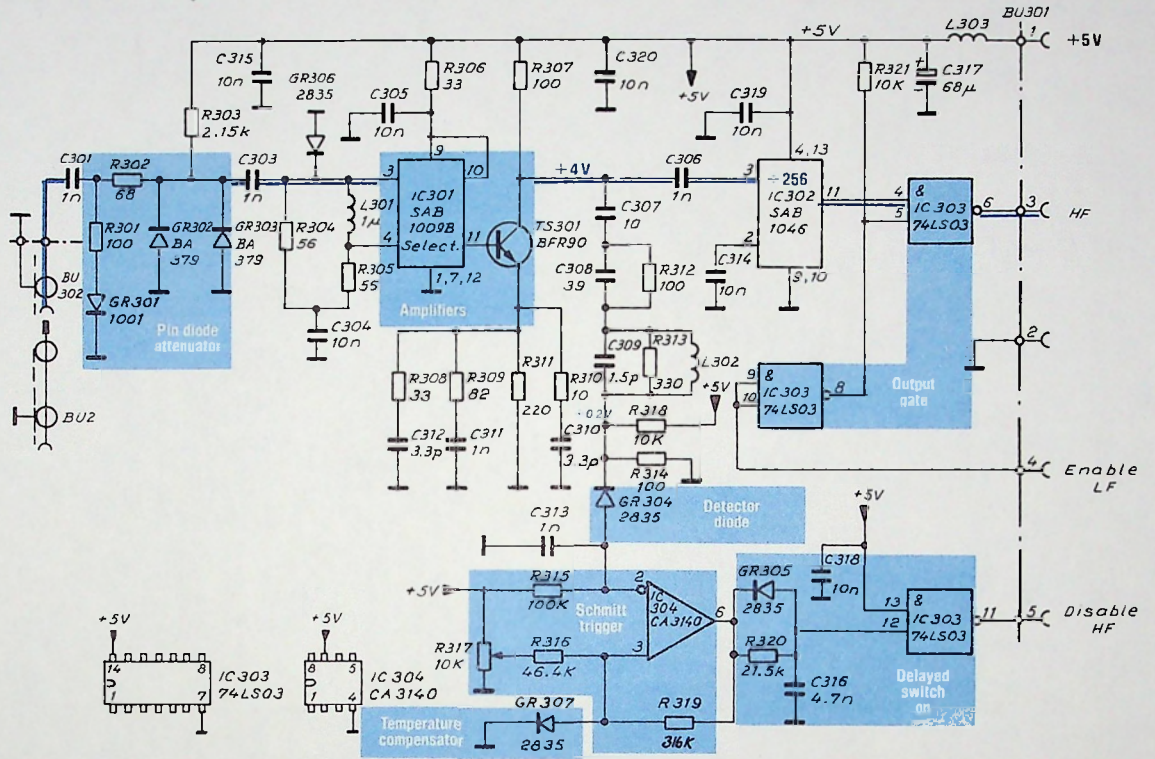 BU301
L303
1
+5V
+5V
C315
10n
GR306
2835
R306
33
R307
100
C320
10n
+5V
R321
10K
C317
68µ
+
C305
10n
C319
10n
R303
2.15k
C301
1n
R302
68
C303
1n
9
10
3
IC301
SAB
1009B
Select.
4
11
1,7,12
Amplifiers
+4V
C306
1n
4,13
3
÷256
IC302
SAB
1046
11
2
C314
10n
4
&
5
IC303
74LS03
6
3
HF
R301
100
GR302
BA
379
GR303
BA
379
R304
56
L301
1µ
R305
C304
10n
TS301
BFR90
C307
10
C308
39
R312
100
BU
302
GR301
1001
Pin diode
attenuator
BU2
C309
1.5p
R313
330
L302
+5V
9
&
10
IC303
74LS03
8
Output
gate
2
R308
33
R309
82
R311
220
R310
10
C312
3.3p
C311
1n
C310
3.3p
R318
10K
R314
100
4
Enable
LF
GR304
2835
Detector
diode
+5V
C313
1n
+5V
R315
100K
Schmitt
trigger
2
IC
304
CA3140
6
3
GR305
2835
C318
10n
13
&
12
IC303
74LS03
11
5
Disable
HF
+5V
14
8
1
7
IC303
74LS03
+5V
8
5
1
4
IC304
CA3140
R317
10K
R316
46.4K
R320
21.5k
C316
4.7n
Delayed
switch
on
GR307
2835
R319
316K
Temperature
compensator